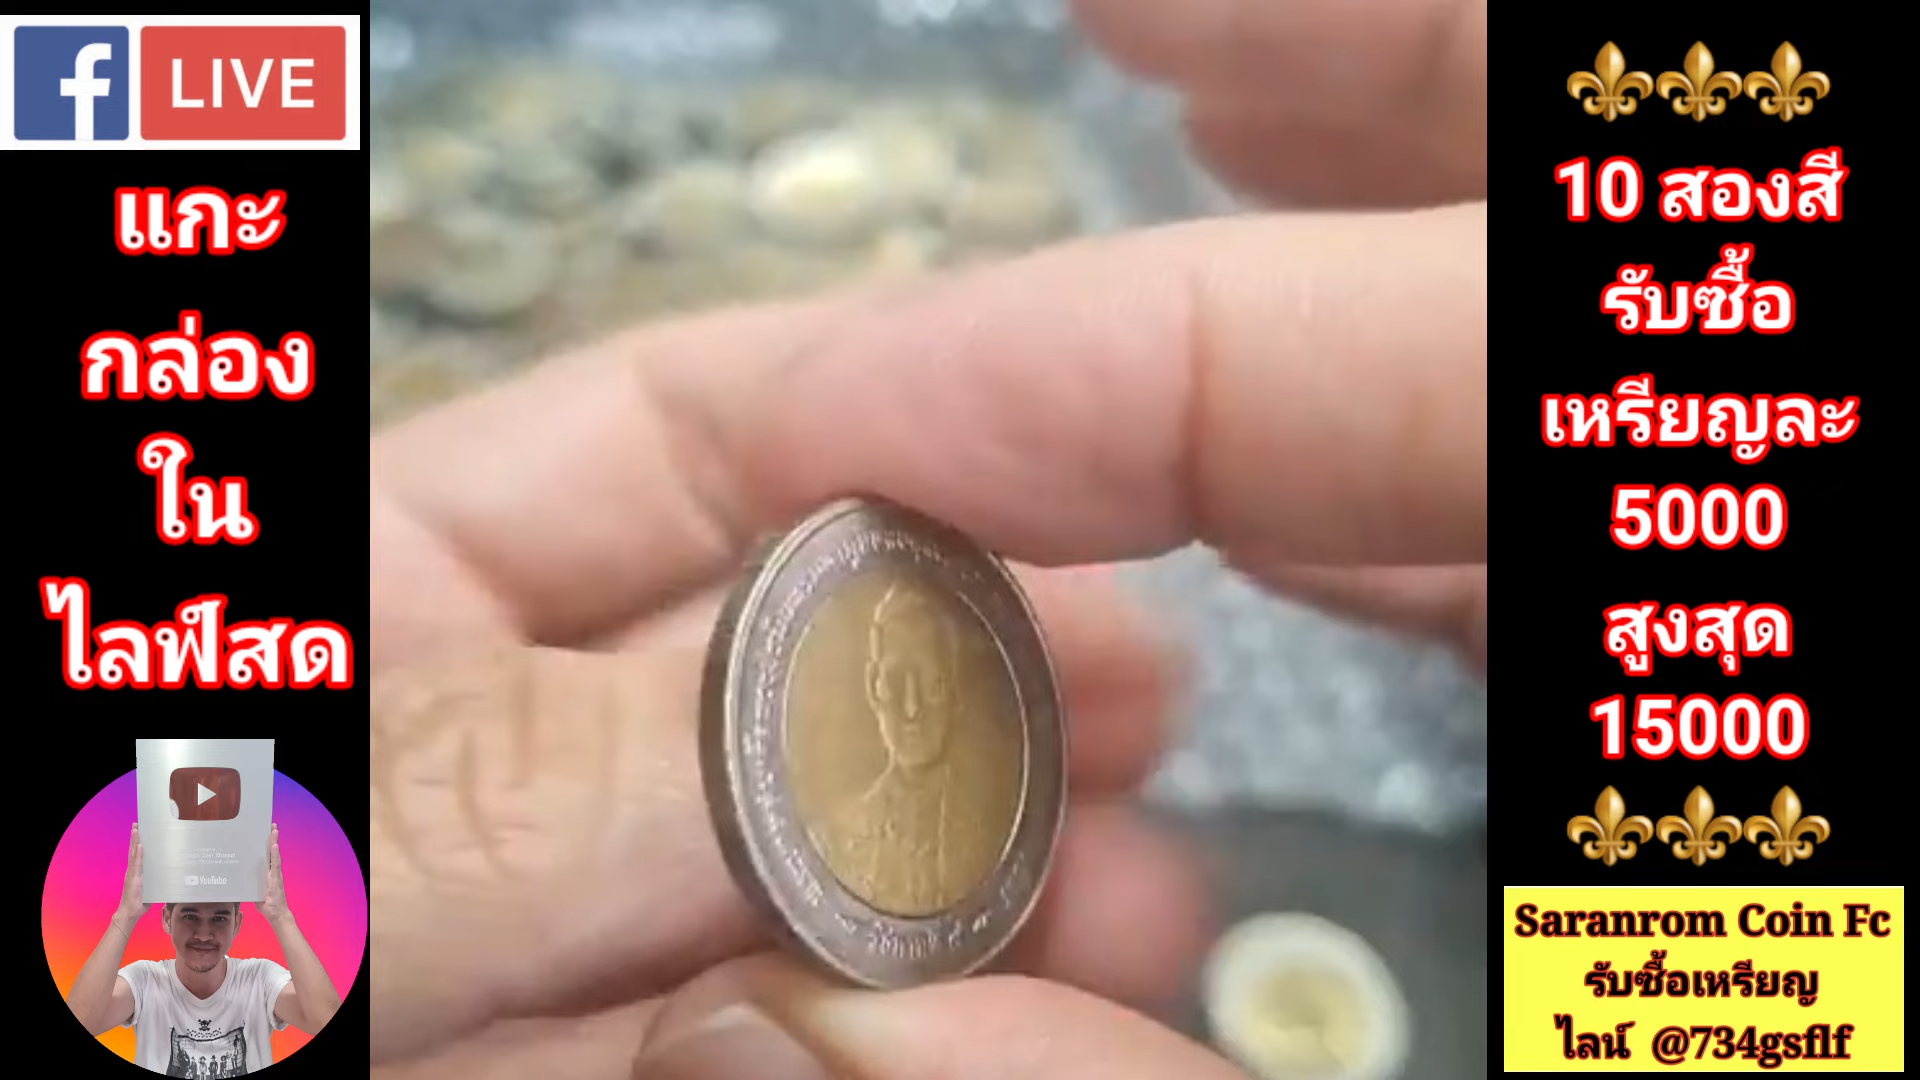 f LIVE
แกะ
กล่อง
ใน
ไลฟ์สด
YouTube
10 สองสี
รับซื้อ
เหรียญละ
5000
สูงสุด
15000
Saranrom Coin Fc
รับซื้อเหรียญ
ไลน์ @734gsflf